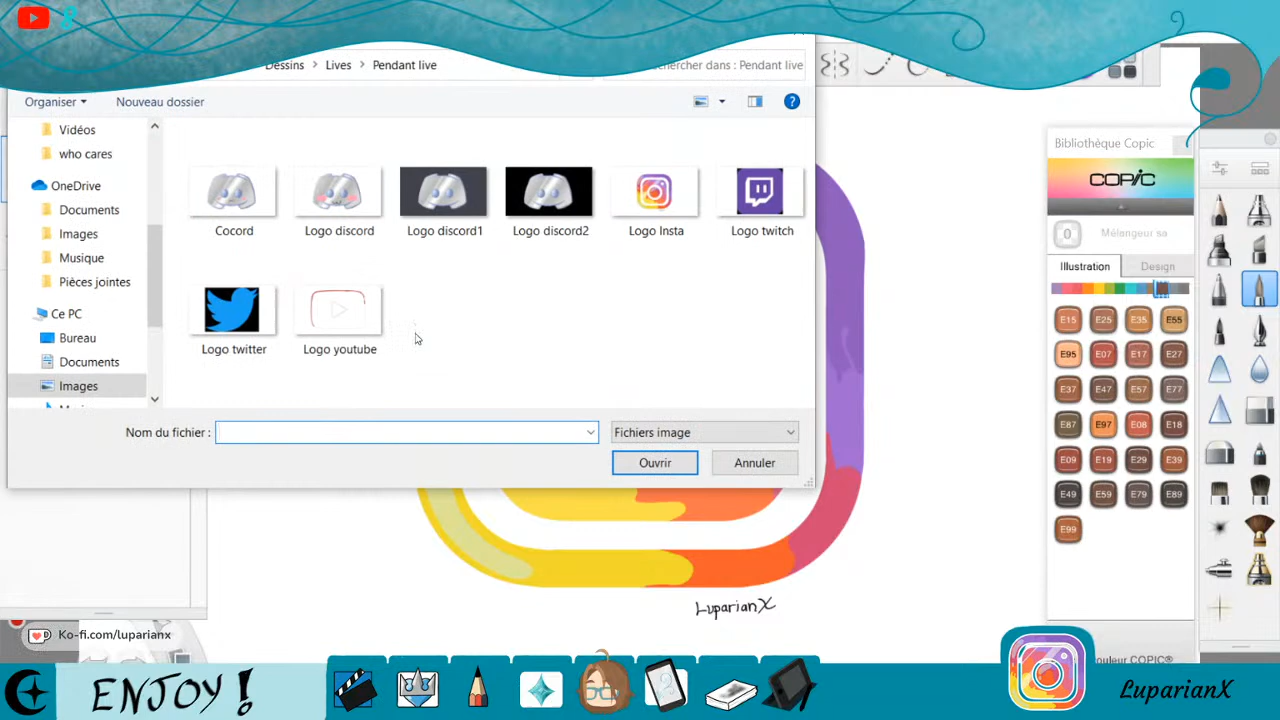 Dessins > Lives > Pendant live
Rechercher dans : Pendant live
Organiser
Nouveau dossier
?
Vidéos
who cares
OneDrive
Documents
Images
Musique
Pièces jointes
Ce PC
Bureau
Documents
Images
Cocord
Logo discord
Logo discord1
Logo discord2
Logo Insta
Logo twitch
Logo twitter
Logo youtube
Nom du fichier :
Fichiers image
Ouvrir
Annuler
Bibliothèque Copic
COPIC
0
Mélangeur sa
Illustration
Design
E15 E25 E35 E55
E95 E07 E17 E27
E37 E47 E57 E77
E87 E97 E08 E18
E09 E19 E29 E39
E49 E59 E79 E89
E99
LuparianX
Ko-fi.com/luparianx
ouleur COPIC®
ENJOY !
LuparianX